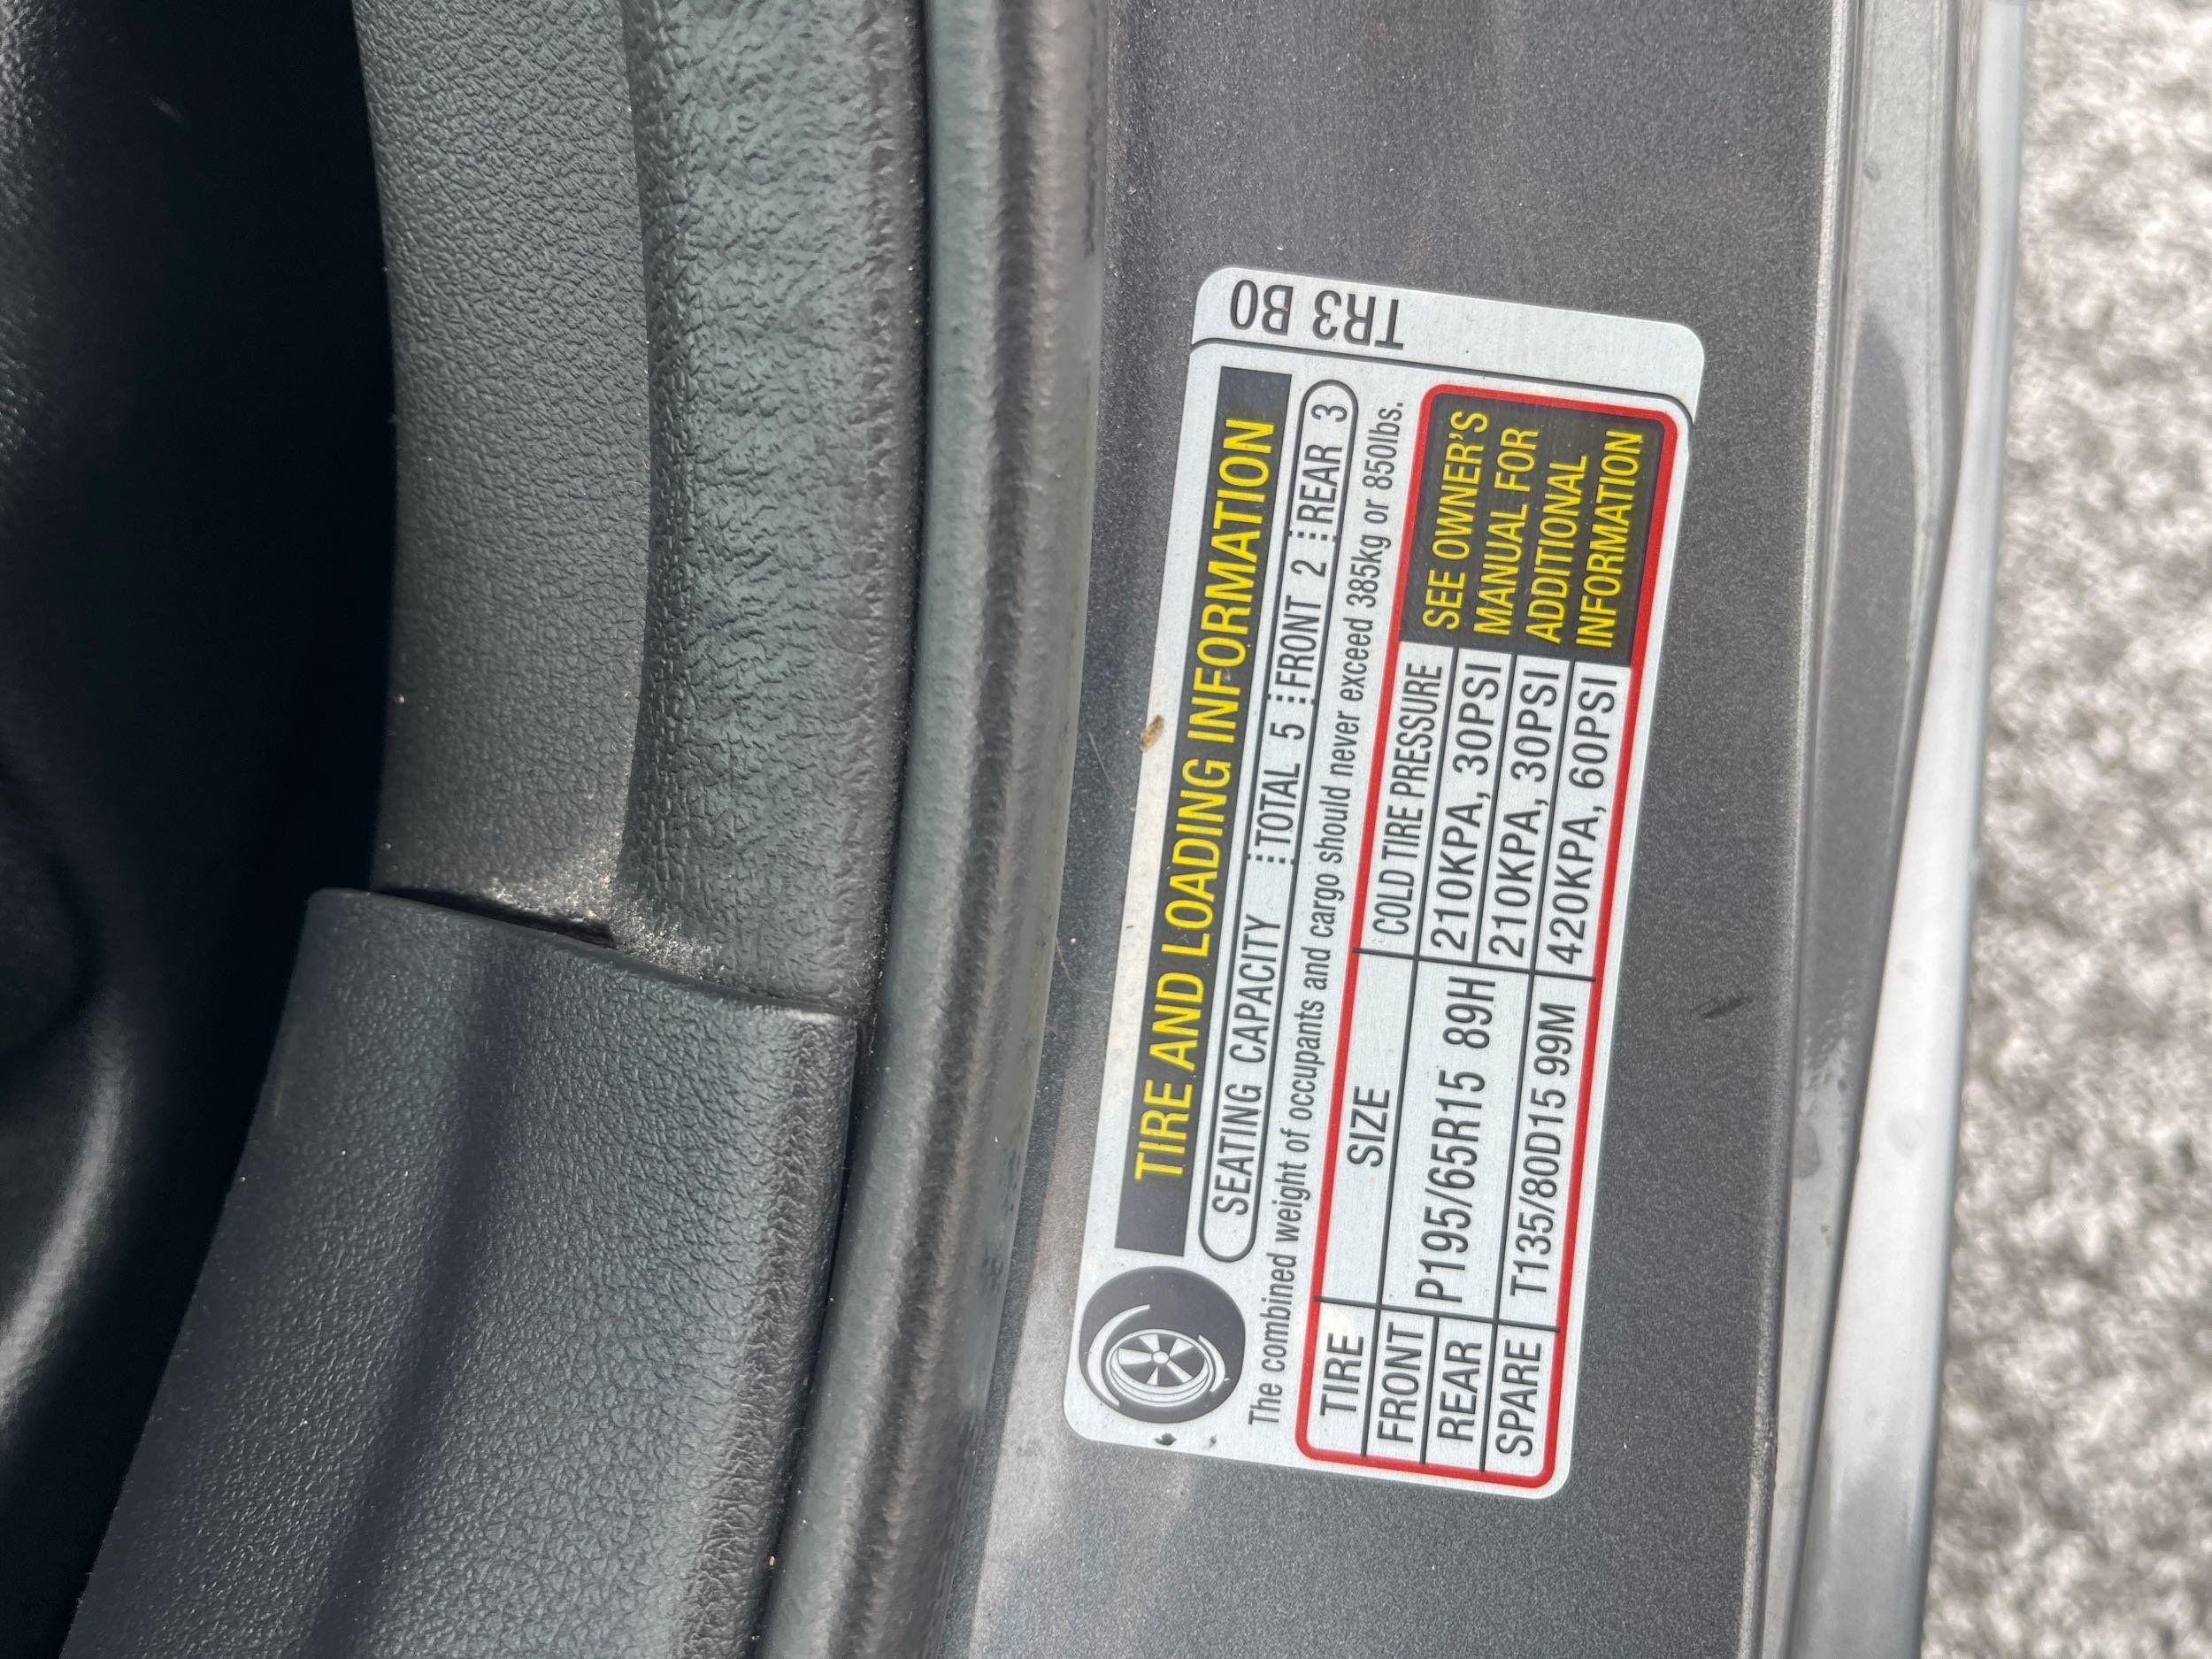 TIRE AND LOADING INFORMATION
SEATING CAPACITY TOTAL 5 FRONT 2 REAR 3
The combined weight of occupants and cargo should never exceed 385kg or 850lbs.
TIRE SIZE COLD TIRE PRESSURE
FRONT P195/65R15 89H 210KPA, 30PSI
REAR 210KPA, 30PSI
SPARE T135/80D15 99M 420KPA, 60PSI
SEE OWNER'S
MANUAL FOR
ADDITIONAL
INFORMATION
TR3 B0